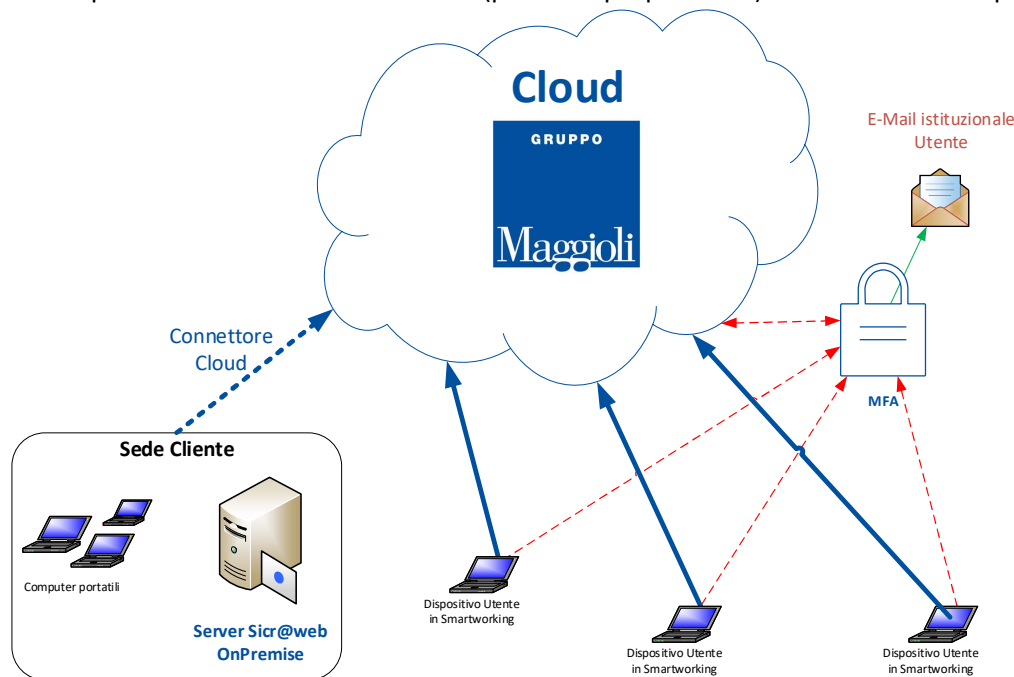 Cloud
GRUPPO
Maggioli
E-Mail istituzionale
Utente
Connettore
Cloud
MFA
Sede Cliente
Computer portatili
Server Sicr@web
OnPremise
Dispositivo Utente
in Smartworking
Dispositivo Utente
in Smartworking
Dispositivo Utente
in Smartworking